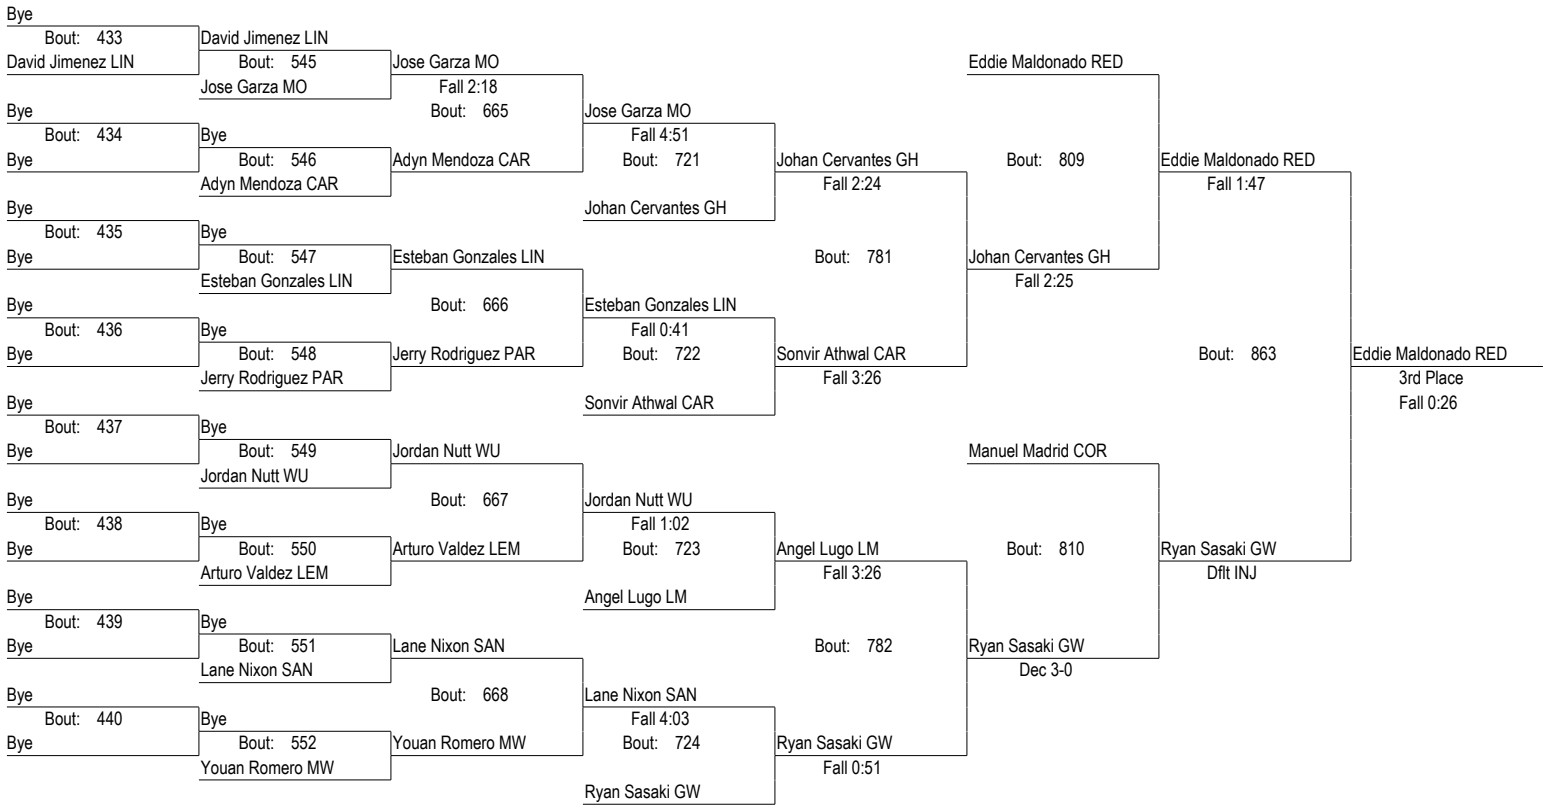 Bye
Bout: 433
David Jimenez LIN
David Jimenez LIN
Bout: 545
Jose Garza MO
Jose Garza MO
Fall 2:18
Bout: 665
Eddie Maldonado RED
Bye
Bout: 434
Bye
Bye
Bout: 546
Adyn Mendoza CAR
Adyn Mendoza CAR
Jose Garza MO
Fall 4:51
Bout: 721
Johan Cervantes GH
Johan Cervantes GH
Fall 2:24
Bout: 809
Eddie Maldonado RED
Fall 1:47
Bye
Bout: 435
Bye
Bye
Bout: 547
Esteban Gonzales LIN
Esteban Gonzales LIN
Bout: 666
Bout: 781
Johan Cervantes GH
Fall 2:25
Bye
Bout: 436
Bye
Bye
Bout: 548
Jerry Rodriguez PAR
Jerry Rodriguez PAR
Esteban Gonzales LIN
Fall 0:41
Bout: 722
Sonvir Athwal CAR
Sonvir Athwal CAR
Fall 3:26
Bout: 863
Eddie Maldonado RED
3rd Place
Fall 0:26
Bye
Bout: 437
Bye
Bye
Bout: 549
Jordan Nutt WU
Jordan Nutt WU
Bout: 667
Manuel Madrid COR
Bye
Bout: 438
Bye
Bye
Bout: 550
Arturo Valdez LEM
Arturo Valdez LEM
Jordan Nutt WU
Fall 1:02
Bout: 723
Angel Lugo LM
Angel Lugo LM
Fall 3:26
Bout: 810
Ryan Sasaki GW
Dflt INJ
Bye
Bout: 439
Bye
Bye
Bout: 551
Lane Nixon SAN
Lane Nixon SAN
Bout: 668
Bout: 782
Ryan Sasaki GW
Dec 3-0
Bye
Bout: 440
Bye
Bye
Bout: 552
Youan Romero MW
Youan Romero MW
Lane Nixon SAN
Fall 4:03
Bout: 724
Ryan Sasaki GW
Ryan Sasaki GW
Fall 0:51